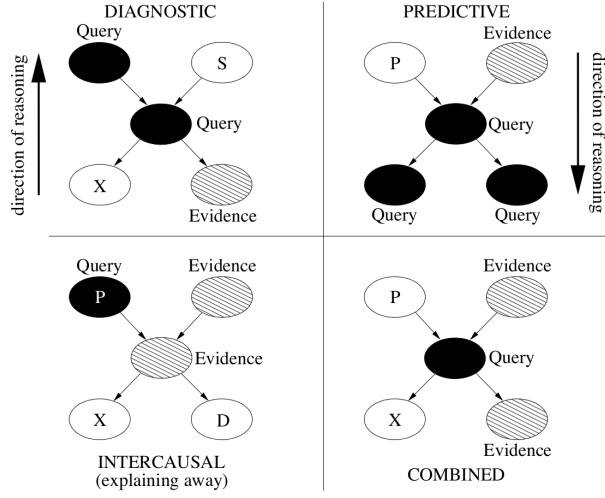 DIAGNOSTIC
Query
S
direction of reasoning
Query
X
Evidence
PREDICTIVE
Evidence
P
direction of reasoning
Query
Query
Query
Query
Evidence
P
Evidence
X
D
INTERCAUSAL
(explaining away)
Evidence
P
Query
X
Evidence
COMBINED